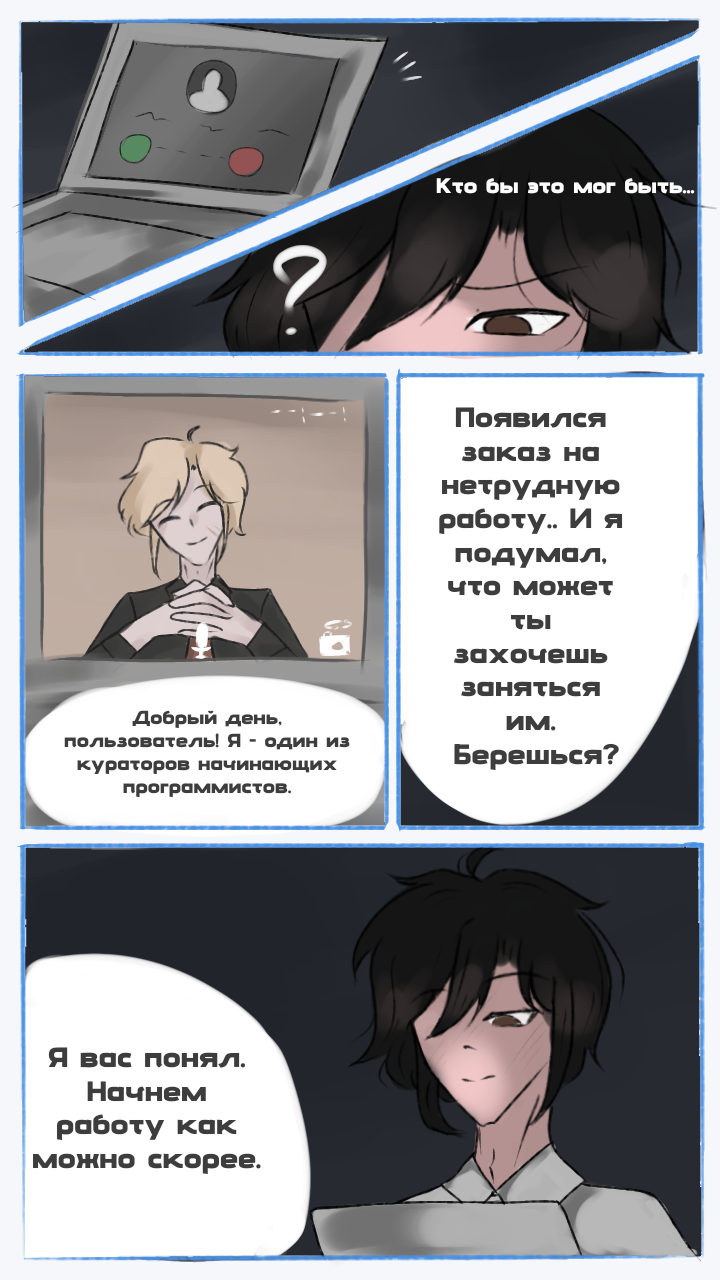 Кто бы это мог быть...
Добрый день,
пользователь! Я - один из
кураторов начинающих
программистов.
Появился
заказ на
нетрудную
работу.. И я
подумал,
что может
ты
захочешь
заняться
им.
Берешься?
Я вас понял.
Начнем
работу как
можно скорее.